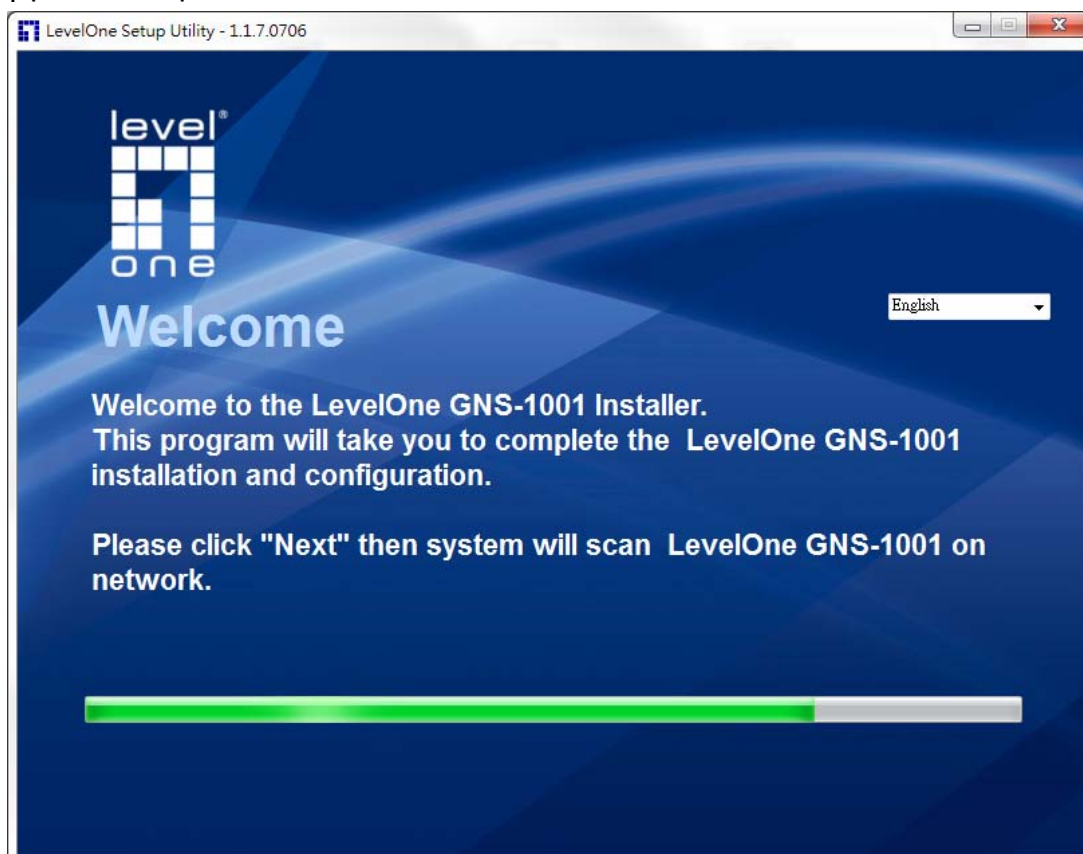 LevelOne Setup Utility - 1.1.7.0706
level®
one
English
Welcome
Welcome to the LevelOne GNS-1001 Installer.
This program will take you to complete the  LevelOne GNS-1001
installation and configuration.
Please click "Next" then system will scan  LevelOne GNS-1001 on
network.